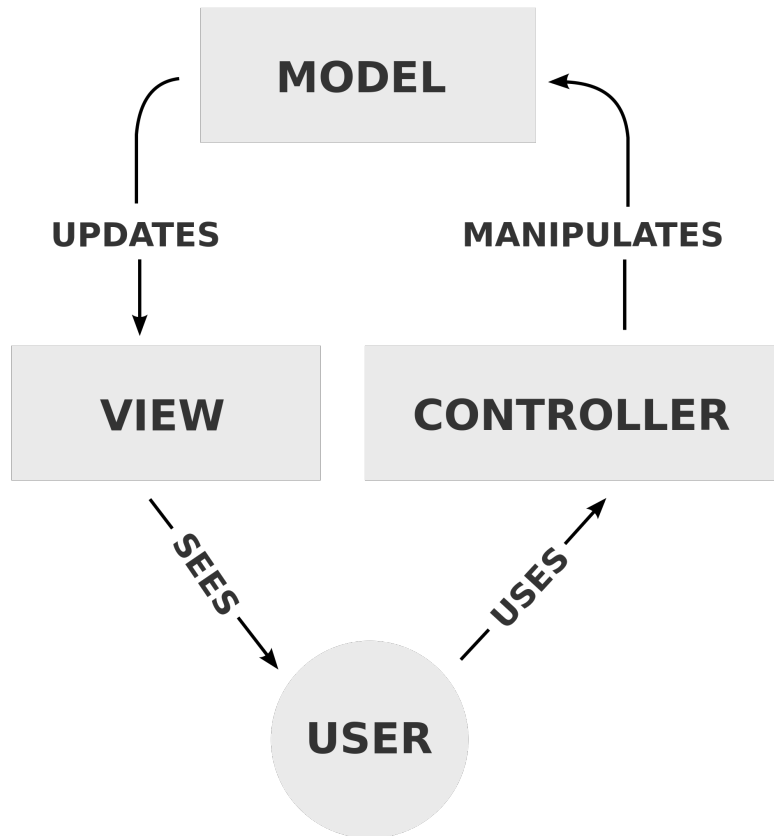 MODEL
UPDATES
MANIPULATES
VIEW
CONTROLLER
SEES
USES
USER